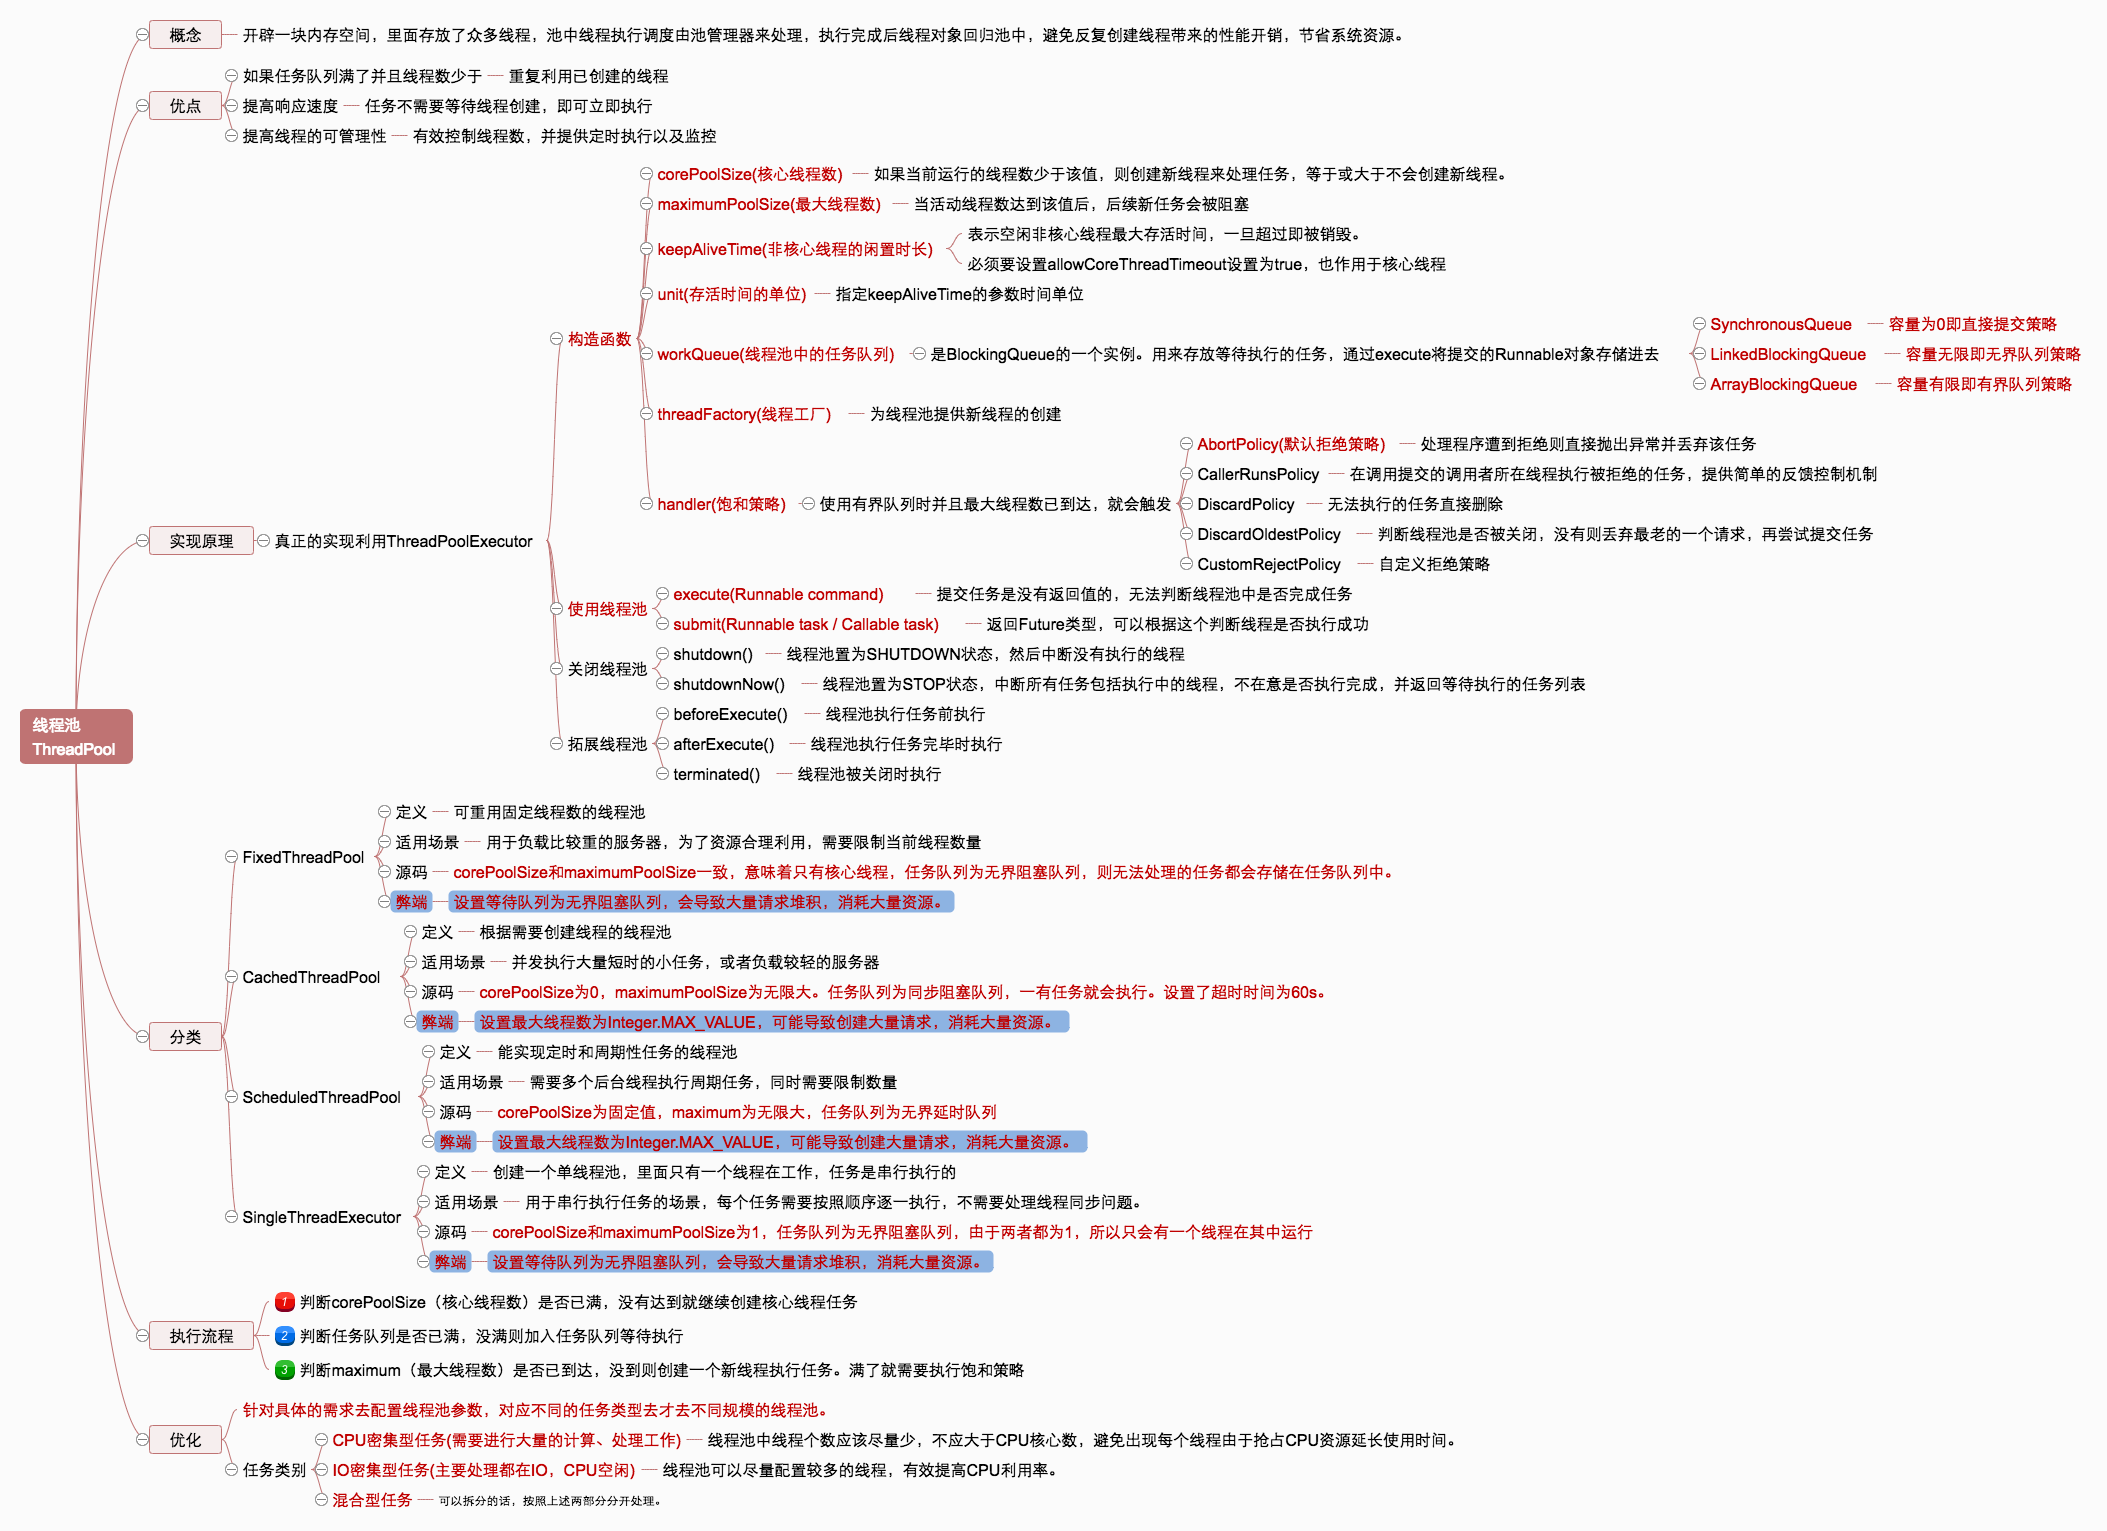 线程池
ThreadPool
概念
开辟一块内存空间，里面存放了众多线程，池中线程执行调度由池管理器来处理，执行完成后线程对象回归池中，避免反复创建线程带来的性能开销，节省系统资源。
优点
如果任务队列满了并且线程数少于
重复利用已创建的线程
提高响应速度
任务不需要等待线程创建，即可立即执行
提高线程的可管理性
有效控制线程数，并提供定时执行以及监控
实现原理
真正的实现利用ThreadPoolExecutor
构造函数
corePoolSize(核心线程数)
如果当前运行的线程数少于该值，则创建新线程来处理任务，等于或大于不会创建新线程。
maximumPoolSize(最大线程数)
当活动线程数达到该值后，后续新任务会被阻塞
keepAliveTime(非核心线程的闲置时长)
表示空闲非核心线程最大存活时间，一旦超过即被销毁。
必须要设置allowCoreThreadTimeout设置为true，也作用于核心线程
unit(存活时间的单位)
指定keepAliveTime的参数时间单位
workQueue(线程池中的任务队列)
是BlockingQueue的一个实例。用来存放等待执行的任务，通过execute将提交的Runnable对象存储进去
SynchronousQueue
容量为0即直接提交策略
LinkedBlockingQueue
容量无限即无界队列策略
ArrayBlockingQueue
容量有限即有界队列策略
threadFactory(线程工厂)
为线程池提供新线程的创建
handler(饱和策略)
使用有界队列时并且最大线程数已到达，就会触发
AbortPolicy(默认拒绝策略)
处理程序遭到拒绝则直接抛出异常并丢弃该任务
CallerRunsPolicy
在调用提交的调用者所在线程执行被拒绝的任务，提供简单的反馈控制机制
DiscardPolicy
无法执行的任务直接删除
DiscardOldestPolicy
判断线程池是否被关闭，没有则丢弃最老的一个请求，再尝试提交任务
CustomRejectPolicy
自定义拒绝策略
使用线程池
execute(Runnable command)
提交任务是没有返回值的，无法判断线程池中是否完成任务
submit(Runnable task / Callable task)
返回Future类型，可以根据这个判断线程是否执行成功
关闭线程池
shutdown()
线程池置为SHUTDOWN状态，然后中断没有执行的线程
shutdownNow()
线程池置为STOP状态，中断所有任务包括执行中的线程，不在意是否执行完成，并返回等待执行的任务列表
拓展线程池
beforeExecute()
线程池执行任务前执行
afterExecute()
线程池执行任务完毕时执行
terminated()
线程池被关闭时执行
分类
FixedThreadPool
定义
可重用固定线程数的线程池
适用场景
用于负载比较重的服务器，为了资源合理利用，需要限制当前线程数量
源码
corePoolSize和maximumPoolSize一致，意味着只有核心线程，任务队列为无界阻塞队列，则无法处理的任务都会存储在任务队列中。
弊端
设置等待队列为无界阻塞队列，会导致大量请求堆积，消耗大量资源。
CachedThreadPool
定义
根据需要创建线程的线程池
适用场景
并发执行大量短时的小任务，或者负载较轻的服务器
源码
corePoolSize为0，maximumPoolSize为无限大。任务队列为同步阻塞队列，一有任务就会执行。设置了超时时间为60s。
弊端
设置最大线程数为Integer.MAX_VALUE，可能导致创建大量请求，消耗大量资源。
ScheduledThreadPool
定义
能实现定时和周期性任务的线程池
适用场景
需要多个后台线程执行周期任务，同时需要限制数量
源码
corePoolSize为固定值，maximum为无限大，任务队列为无界延时队列
弊端
设置最大线程数为Integer.MAX_VALUE，可能导致创建大量请求，消耗大量资源。
SingleThreadExecutor
定义
创建一个单线程池，里面只有一个线程在工作，任务是串行执行的
适用场景
用于串行执行任务的场景，每个任务需要按照顺序逐一执行，不需要处理线程同步问题。
源码
corePoolSize和maximumPoolSize为1，任务队列为无界阻塞队列，由于两者都为1，所以只会有一个线程在其中运行
弊端
设置等待队列为无界阻塞队列，会导致大量请求堆积，消耗大量资源。
执行流程
1 判断corePoolSize（核心线程数）是否已满，没有达到就继续创建核心线程任务
2 判断任务队列是否已满，没满则加入任务队列等待执行
3 判断maximum（最大线程数）是否已到达，没到则创建一个新线程执行任务。满了就需要执行饱和策略
优化
针对具体的需求去配置线程池参数，对应不同的任务类型去才去不同规模的线程池。
任务类别
CPU密集型任务(需要进行大量的计算、处理工作)
线程池中线程个数应该尽量少，不应大于CPU核心数，避免出现每个线程由于抢占CPU资源延长使用时间。
IO密集型任务(主要处理都在IO，CPU空闲)
线程池可以尽量配置较多的线程，有效提高CPU利用率。
混合型任务
可以拆分的话，按照上述两部分分开处理。